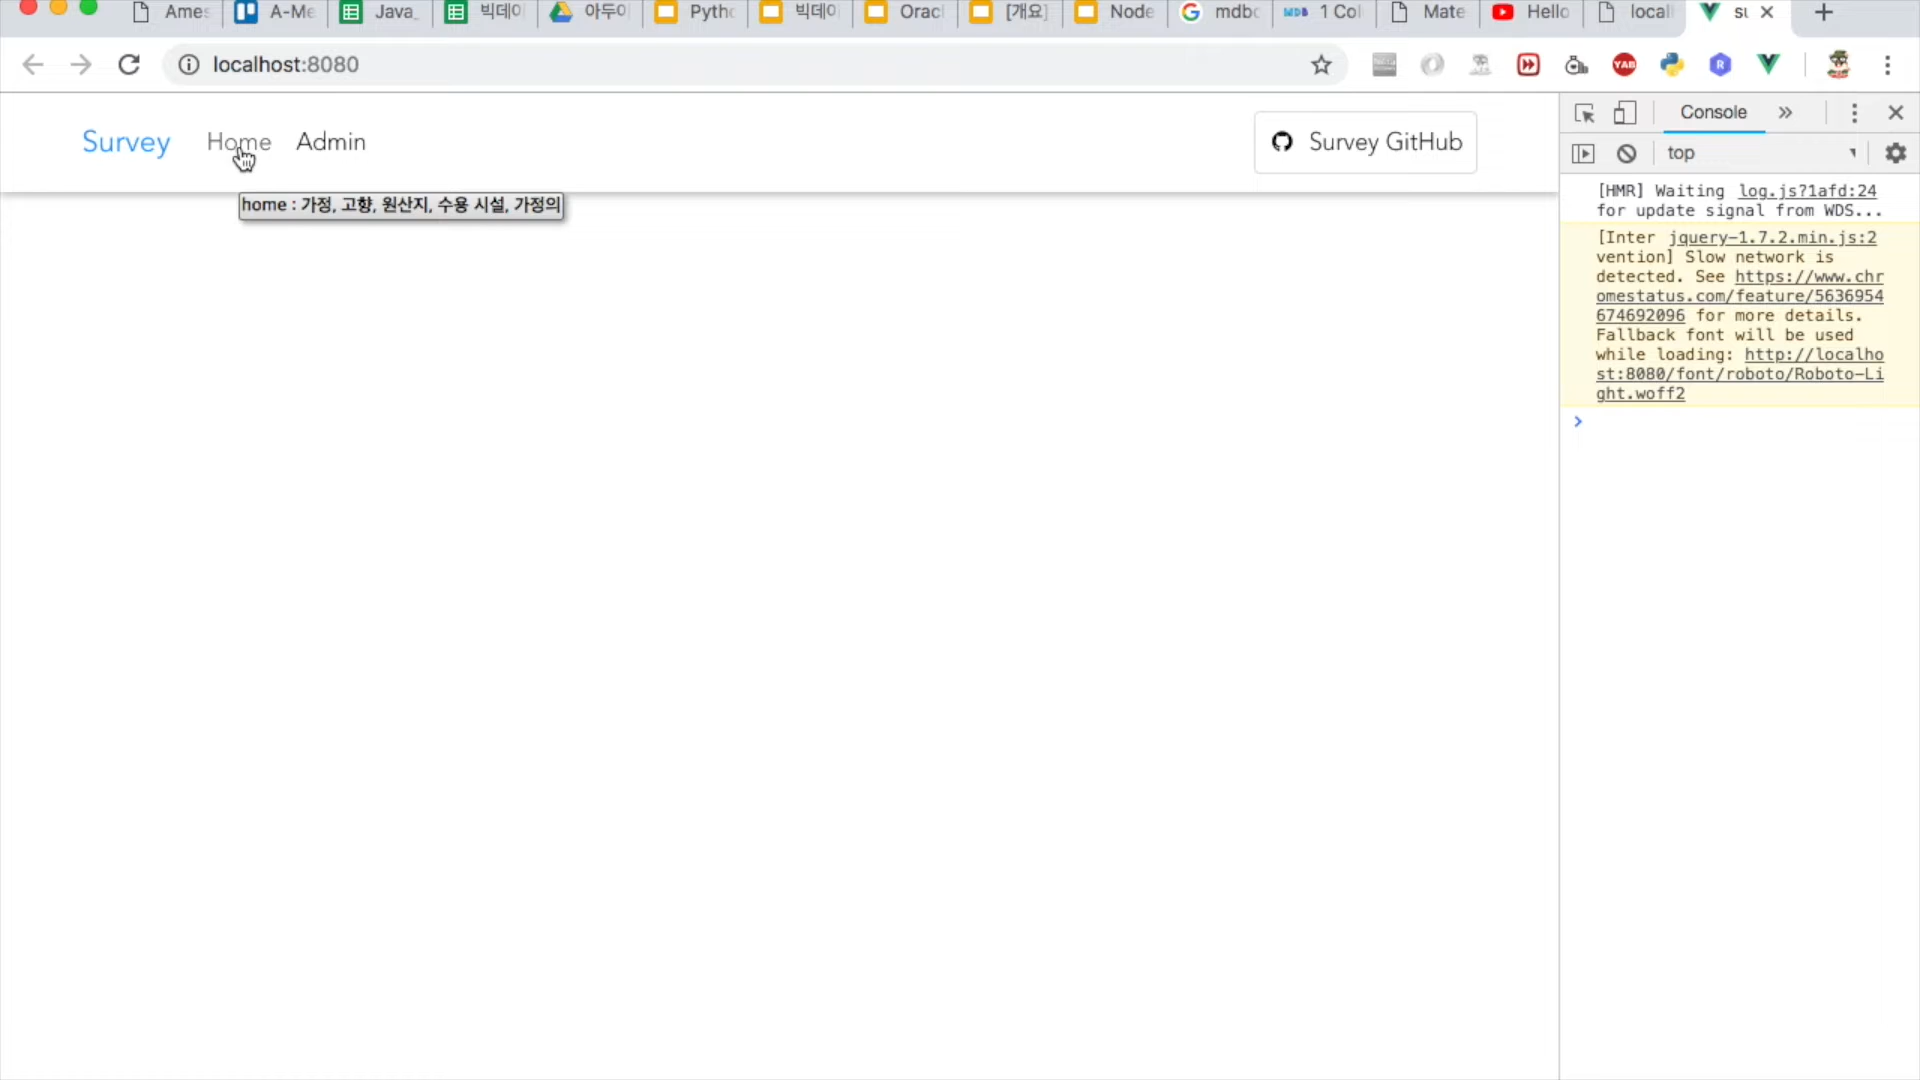 Ames
A-Me
Java_
빅데이
아두이
Pytho
빅데이
Oracl
[개요]
Node
mdbo
1 Col
Mate
Hello
local
su
localhost:8080
Survey
Home
Admin
Survey GitHub
home : 가정, 고향, 원산지, 수용 시설, 가정의
Console
top
[HMR] Waiting log.js?1afd:24
for update signal from WDS...
[Inter jquery-1.7.2.min.js:2
vention] Slow network is
detected. See https://www.chr
omestatus.com/feature/5636954
674692096 for more details.
Fallback font will be used
while loading: http://localho
st:8080/font/roboto/Roboto-Li
ght.woff2